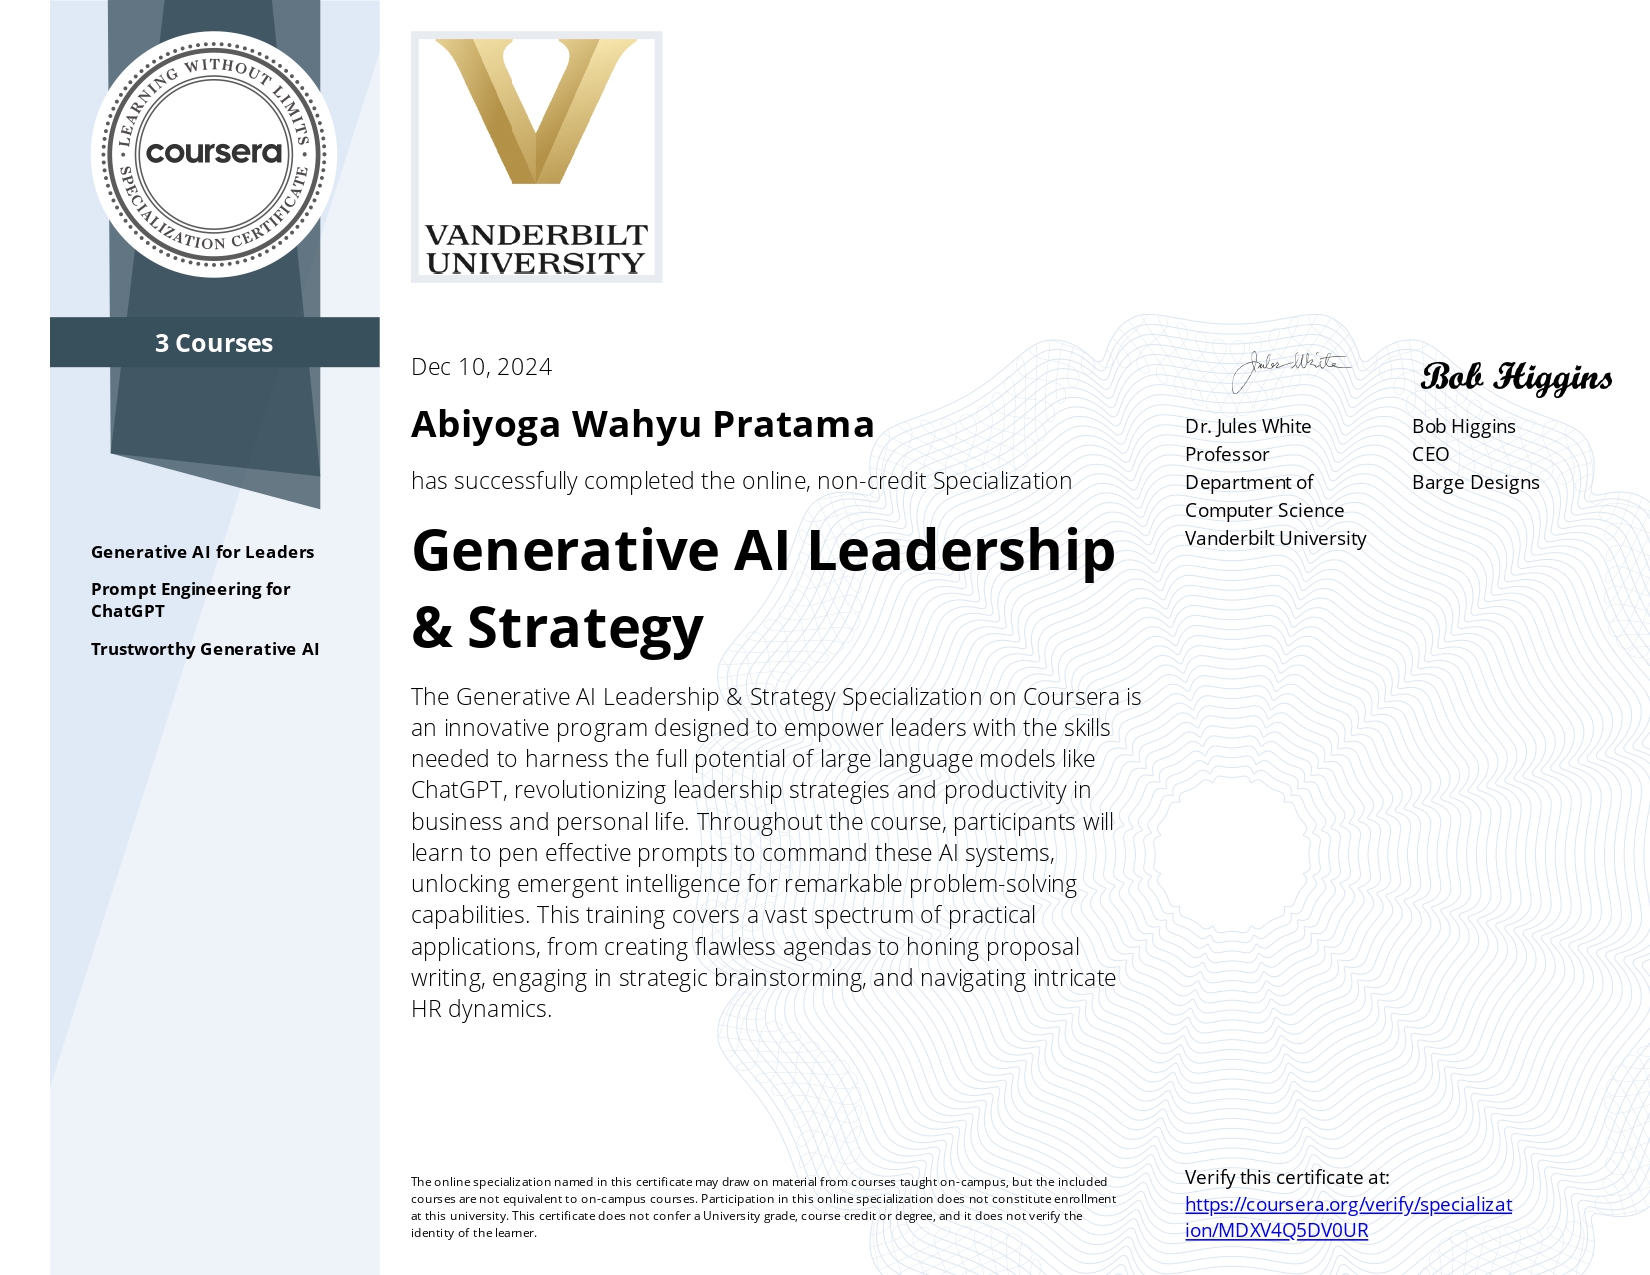 LEARNING WITHOUT LIMITS
coursera
SPECIALIZATION CERTIFICATE
3 Courses
Generative AI for Leaders
Prompt Engineering for
ChatGPT
Trustworthy Generative AI
VANDERBILT
UNIVERSITY
Dec 10, 2024
Abiyoga Wahyu Pratama
has successfully completed the online, non-credit Specialization
Generative AI Leadership
& Strategy
The Generative AI Leadership & Strategy Specialization on Coursera is
an innovative program designed to empower leaders with the skills
needed to harness the full potential of large language models like
ChatGPT, revolutionizing leadership strategies and productivity in
business and personal life. Throughout the course, participants will
learn to pen effective prompts to command these AI systems,
unlocking emergent intelligence for remarkable problem-solving
capabilities. This training covers a vast spectrum of practical
applications, from creating flawless agendas to honing proposal
writing, engaging in strategic brainstorming, and navigating intricate
HR dynamics.
Jules White
Dr. Jules White
Professor
Department of
Computer Science
Vanderbilt University
Bob Higgins
Bob Higgins
CEO
Barge Designs
The online specialization named in this certificate may draw on material from courses taught on-campus, but the included
courses are not equivalent to on-campus courses. Participation in this online specialization does not constitute enrollment
at this university. This certificate does not confer a University grade, course credit or degree, and it does not verify the
identity of the learner.
Verify this certificate at:
https://coursera.org/verify/specializat
ion/MDXV4Q5DV0UR